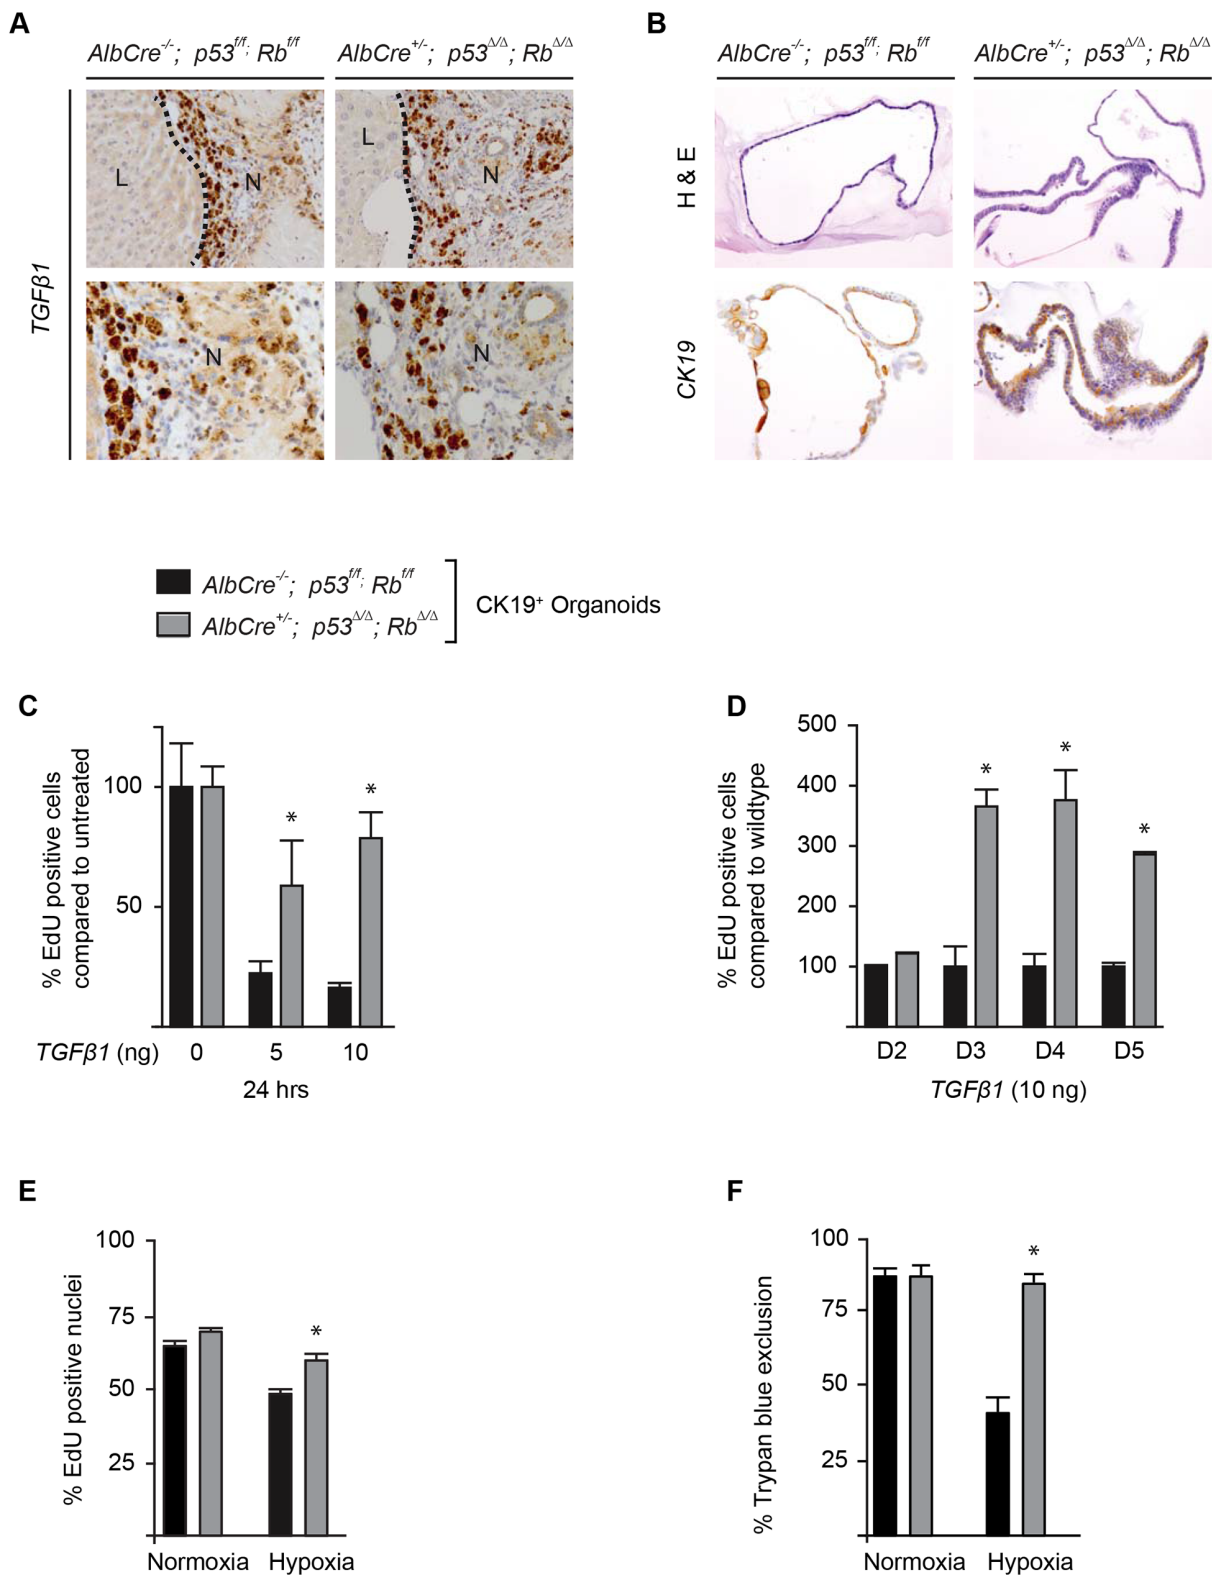 A
AlbCre-/-; p53f/f; Rbf/f
AlbCre+/-; p53Δ/Δ; RbΔ/Δ
TGFβ1
L
N
L
N
N
N
B
AlbCre-/-; p53f/f; Rbf/f
AlbCre+/-; p53Δ/Δ; RbΔ/Δ
H & E
CK19
AlbCre-/-; p53f/f; Rbf/f
AlbCre+/-; p53Δ/Δ; RbΔ/Δ
CK19+ Organoids
C
% EdU positive cells
compared to untreated
100
50
*
*
TGFβ1 (ng) 0 5 10
24 hrs
D
% EdU positive cells
compared to wildtype
500
400
300
200
100
*
*
*
D2 D3 D4 D5
TGFβ1 (10 ng)
E
% EdU positive nuclei
100
75
50
25
*
Normoxia Hypoxia
F
% Trypan blue exclusion
100
75
50
25
*
Normoxia Hypoxia